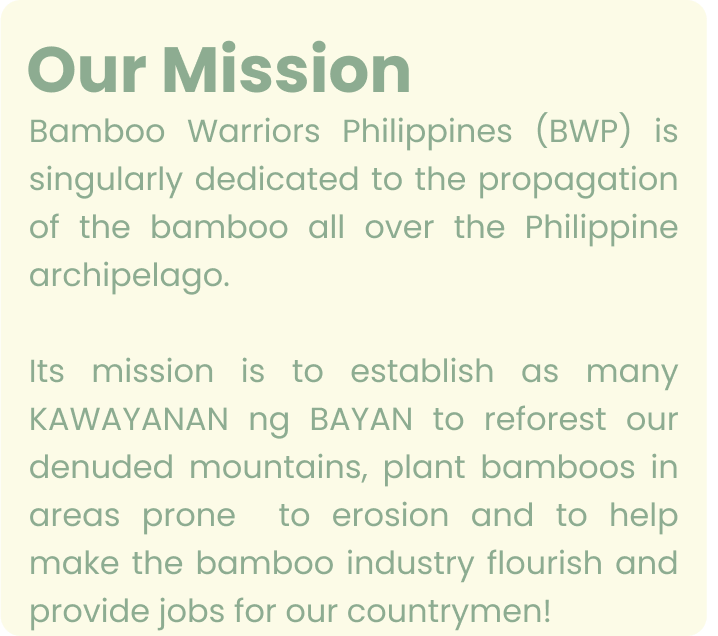 Our Mission
Bamboo Warriors Philippines (BWP) is
singularly dedicated to the propagation
of the bamboo all over the Philippine
archipelago.
Its mission is to establish as many
KAWAYANAN ng BAYAN to reforest our
denuded mountains, plant bamboos in
areas prone to erosion and to help
make the bamboo industry flourish and
provide jobs for our countrymen!